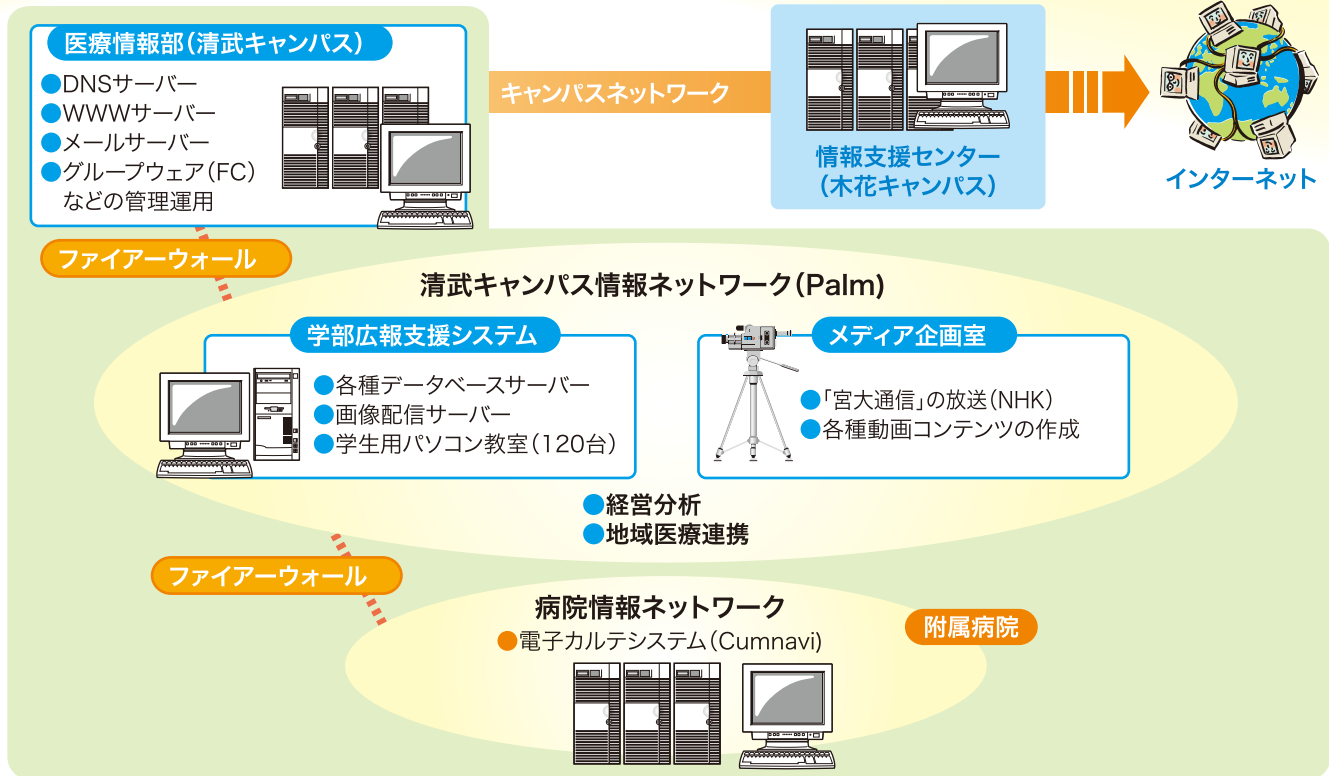 医療情報部(清武キャンパス)
●DNSサーバー
●WWWサーバー
●メールサーバー
●グループウェア(FC)
などの管理運用
キャンパスネットワーク
情報支援センター
(木花キャンパス)
インターネット
ファイアーウォール
清武キャンパス情報ネットワーク(Palm)
学部広報支援システム
●各種データベースサーバー
●画像配信サーバー
●学生用パソコン教室(120台)
メディア企画室
●「宮大通信」の放送(NHK)
●各種動画コンテンツの作成
●経営分析
●地域医療連携
ファイアーウォール
病院情報ネットワーク
●電子カルテシステム(Cumnavi)
附属病院